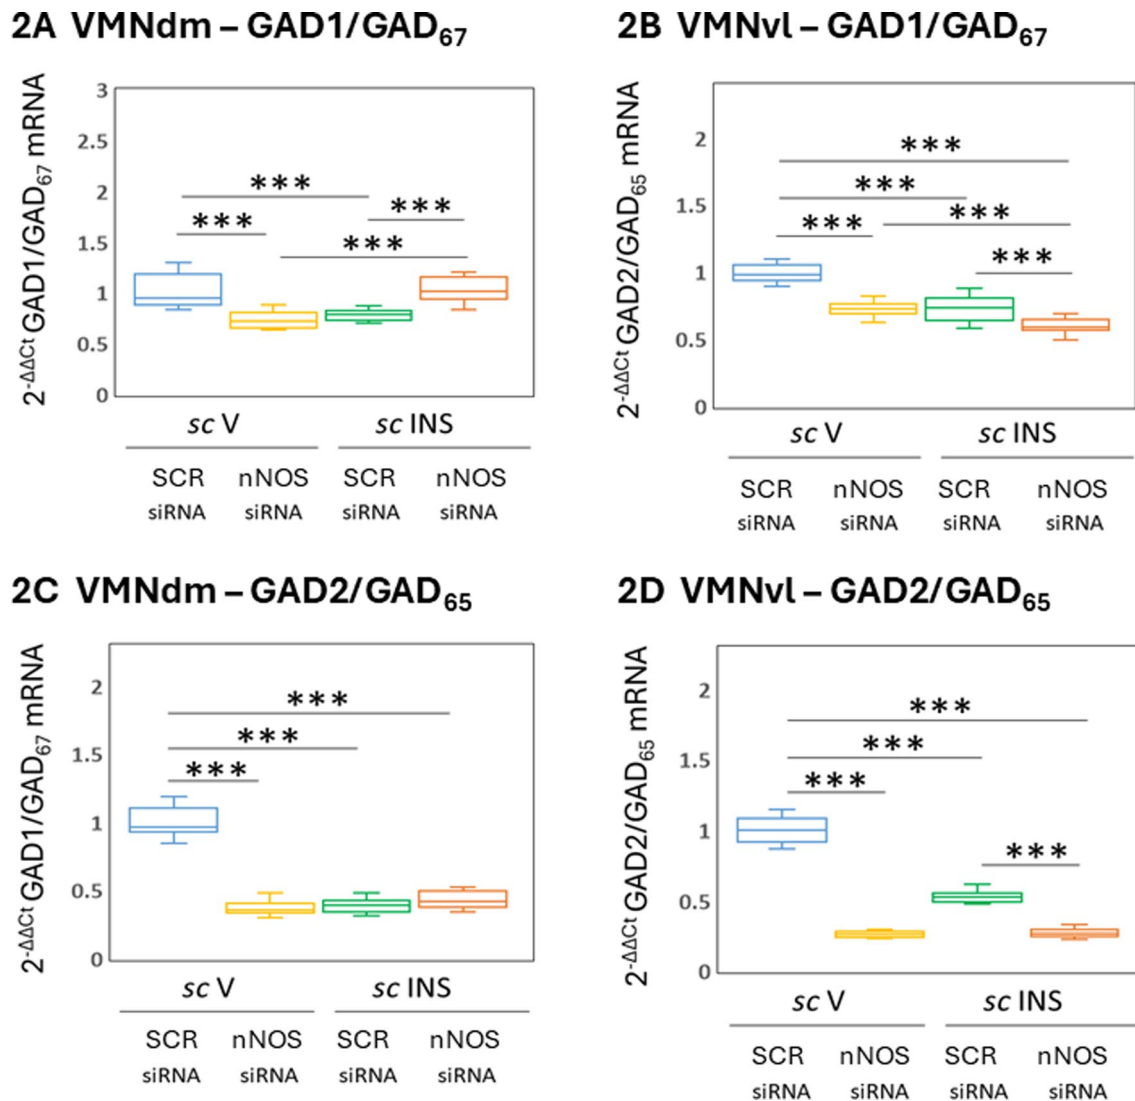 2A VMNdm – GAD1/GAD67
2-ΔΔCt GAD1/GAD67 mRNA
3
2.5
2
1.5
1
0.5
0
***
***
***
***
sc V
sc INS
SCR siRNA
nNOS siRNA
SCR siRNA
nNOS siRNA
2B VMNvl – GAD1/GAD67
2-ΔΔCt GAD2/GAD65 mRNA
2
1.5
1
0.5
0
***
***
***
***
***
sc V
sc INS
SCR siRNA
nNOS siRNA
SCR siRNA
nNOS siRNA
2C VMNdm – GAD2/GAD65
2-ΔΔCt GAD1/GAD67 mRNA
2
1.5
1
0.5
0
***
***
***
sc V
sc INS
SCR siRNA
nNOS siRNA
SCR siRNA
nNOS siRNA
2D VMNvl – GAD2/GAD65
2-ΔΔCt GAD2/GAD65 mRNA
2
1.5
1
0.5
0
***
***
***
***
sc V
sc INS
SCR siRNA
nNOS siRNA
SCR siRNA
nNOS siRNA